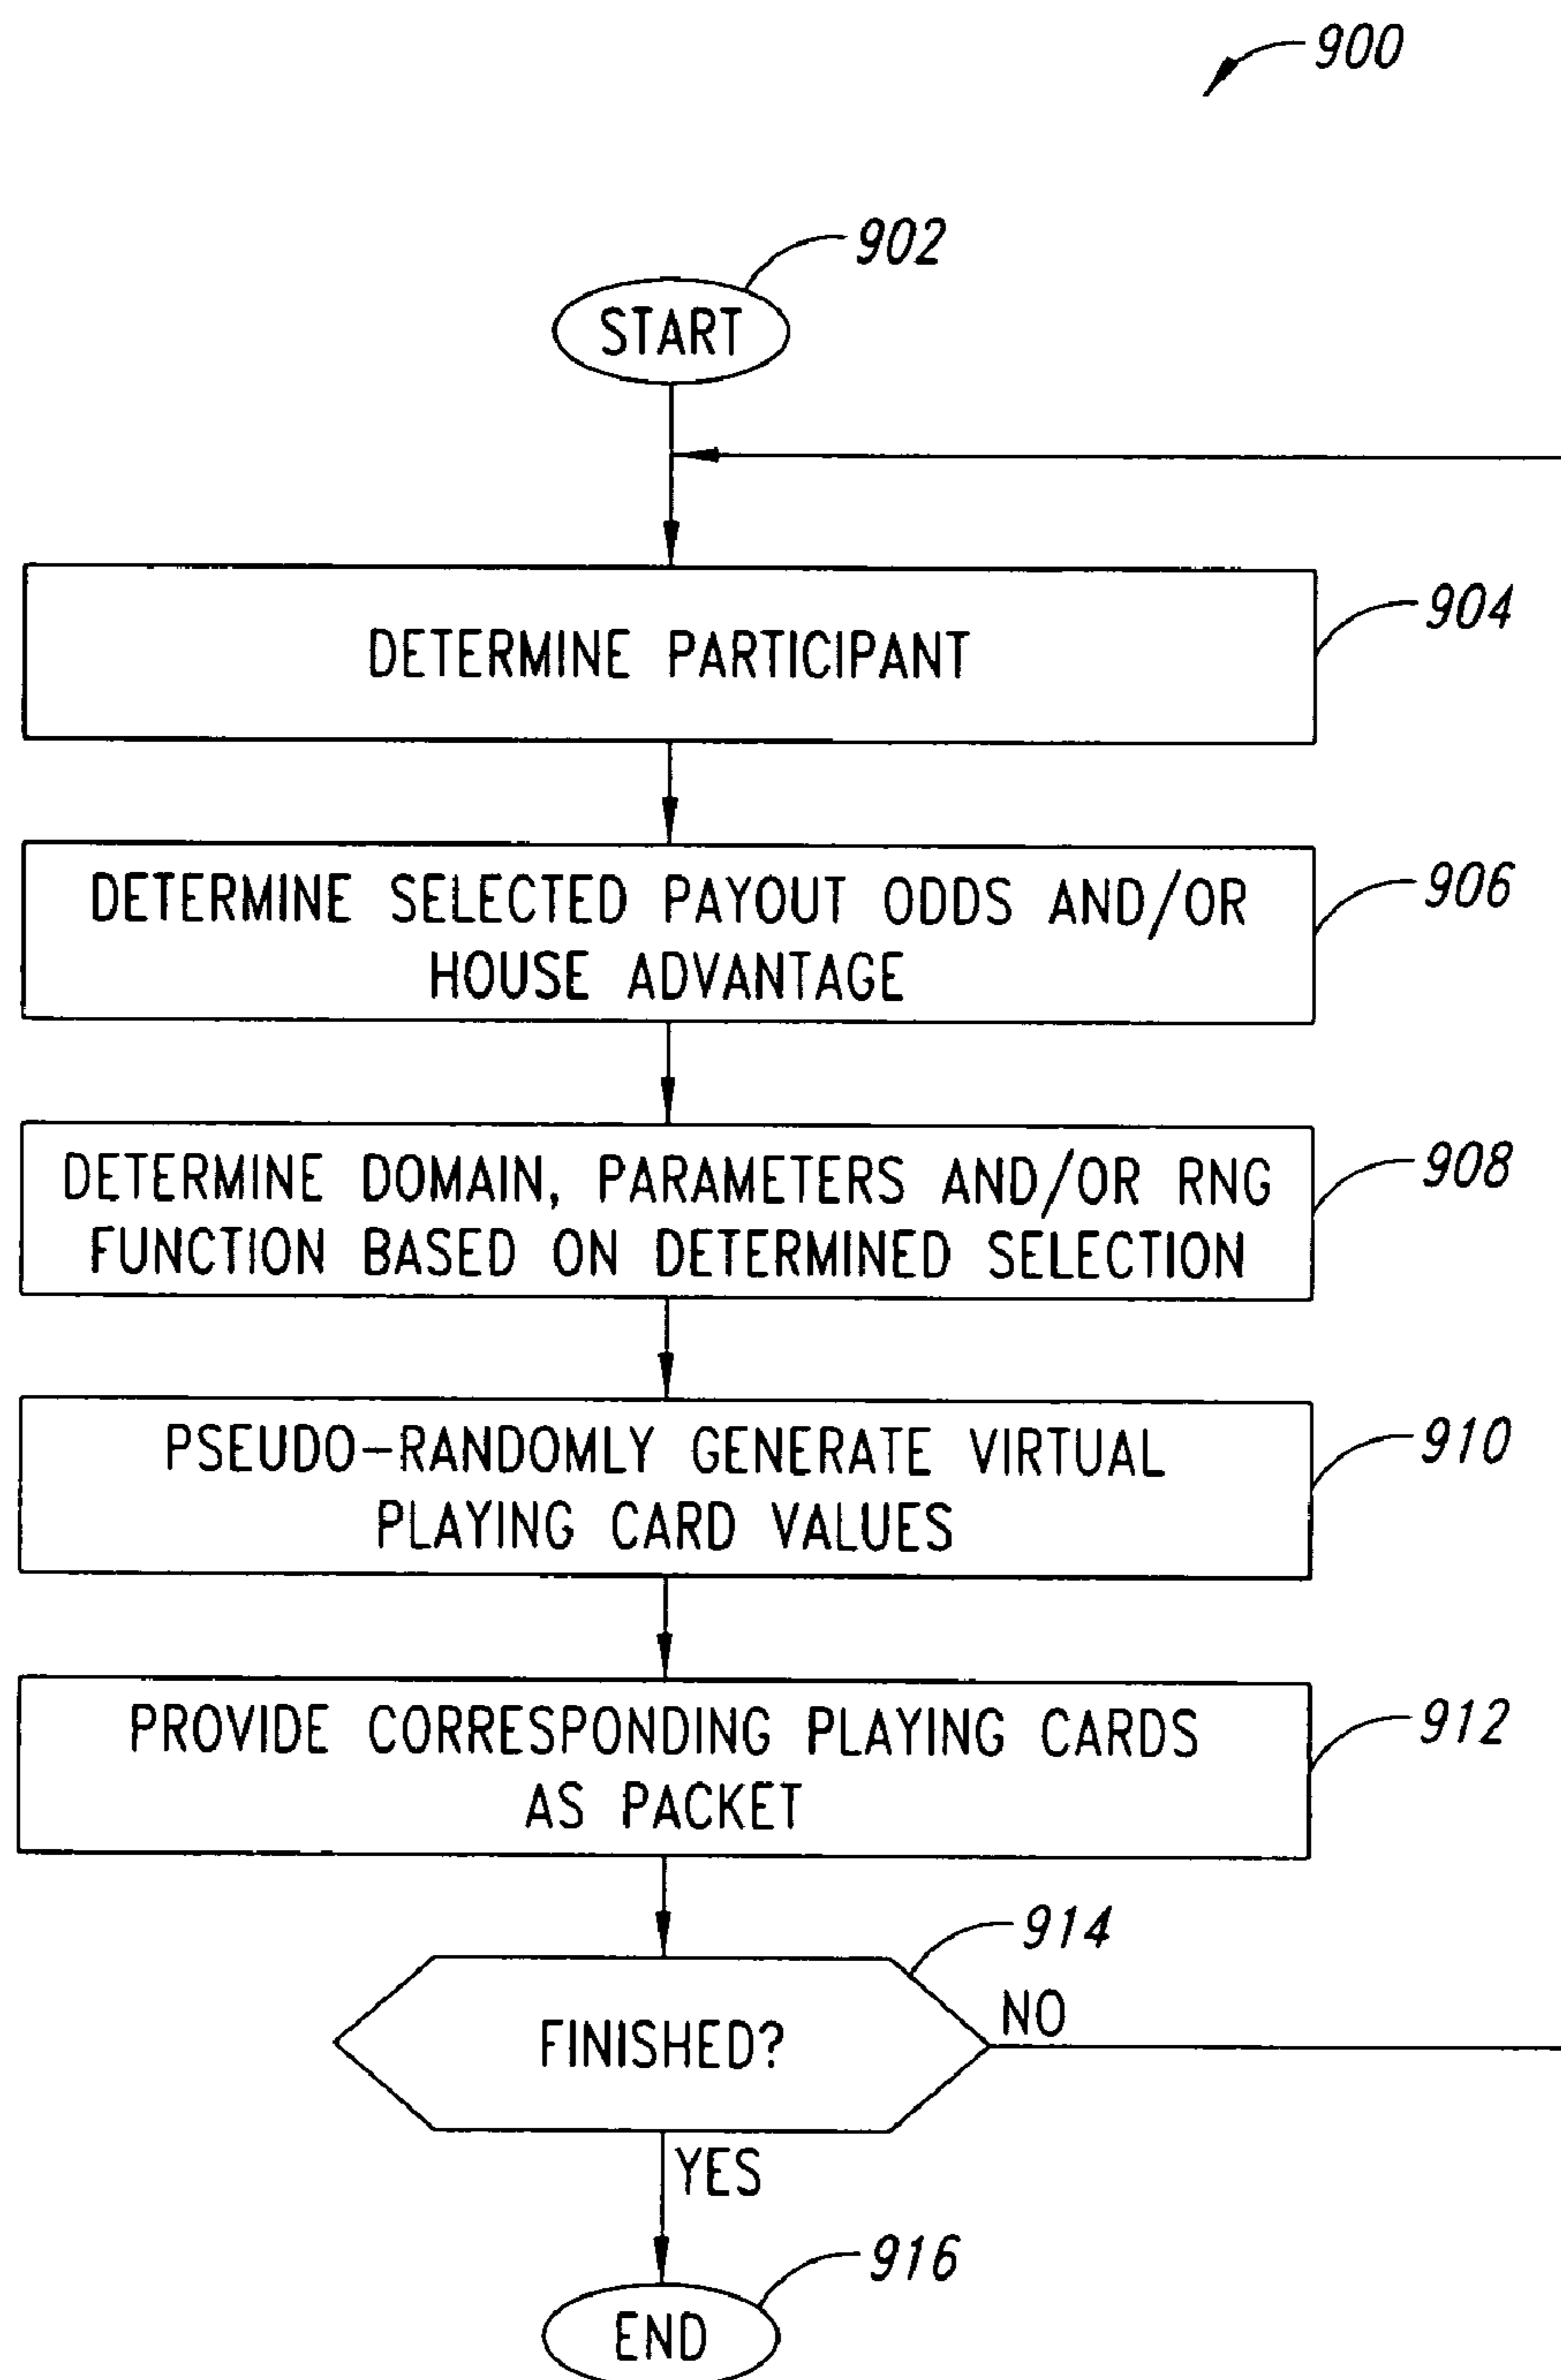 900
902
START
904
DETERMINE PARTICIPANT
906
DETERMINE SELECTED PAYOUT ODDS AND/OR
HOUSE ADVANTAGE
908
DETERMINE DOMAIN, PARAMETERS AND/OR RNG
FUNCTION BASED ON DETERMINED SELECTION
910
PSEUDO-RANDOMLY GENERATE VIRTUAL
PLAYING CARD VALUES
912
PROVIDE CORRESPONDING PLAYING CARDS
AS PACKET
914
NO
FINISHED?
YES
916
END